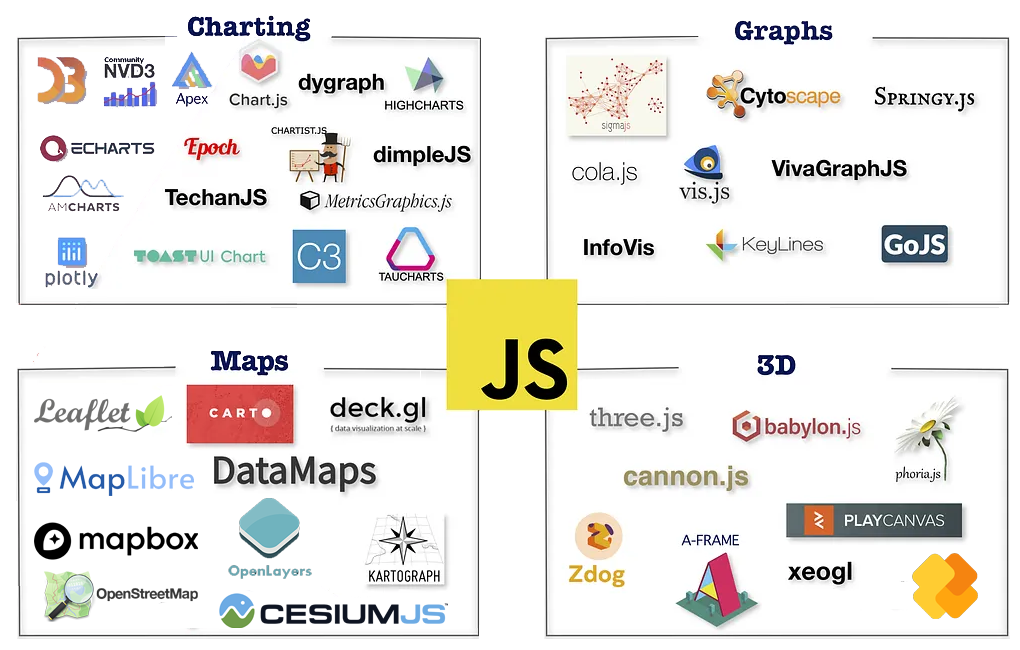 Charting
D3
Community
NVD3
Apex
Chart.js
dygraph
HIGHCHARTS
ECHARTS
Epoch
CHARTIST.JS
dimpleJS
AMCHARTS
TechanJS
MetricsGraphics.js
plotly
TOAST UI Chart
C3
TAUCHARTS
Graphs
sigmajs
Cytoscape
SPRINGY.JS
cola.js
vis.js
VivaGraphJS
InfoVis
KeyLines
GoJS
JS
Maps
Leaflet
CARTO
deck.gl
( data visualization at scale )
MapLibre
DataMaps
mapbox
OpenLayers
KARTOGRAPH
OpenStreetMap
CESIUMJS™
3D
three.js
babylon.js
phoria.js
cannon.js
Zdog
A-FRAME
PLAYCANVAS
xeogl